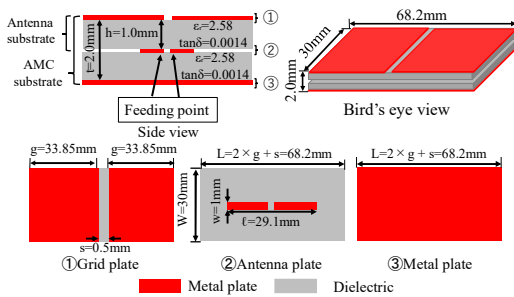 Antenna substrate
AMC substrate
t=2.0mm
h=1.0mm
εᵣ=2.58
tanδ=0.0014
εᵣ=2.58
tanδ=0.0014
①
②
③
Feeding point
Side view
68.2mm
30mm
2.0mm
Bird's eye view
g=33.85mm
g=33.85mm
s=0.5mm
①Grid plate
L=2×g+s=68.2mm
W=30mm
w=1mm
ℓ=29.1mm
②Antenna plate
L=2×g+s=68.2mm
③Metal plate
Metal plate
Dielectric